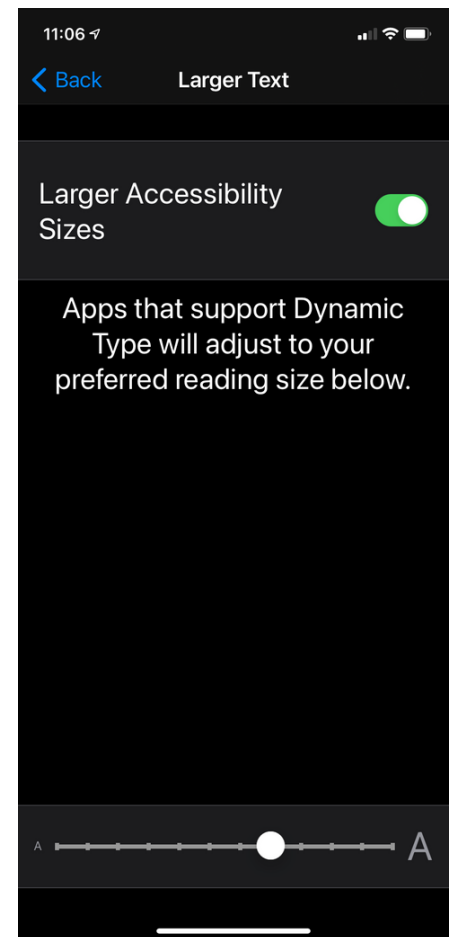 11:06
Back
Larger Text
Larger Accessibility
Sizes
Apps that support Dynamic
Type will adjust to your
preferred reading size below.
A
A